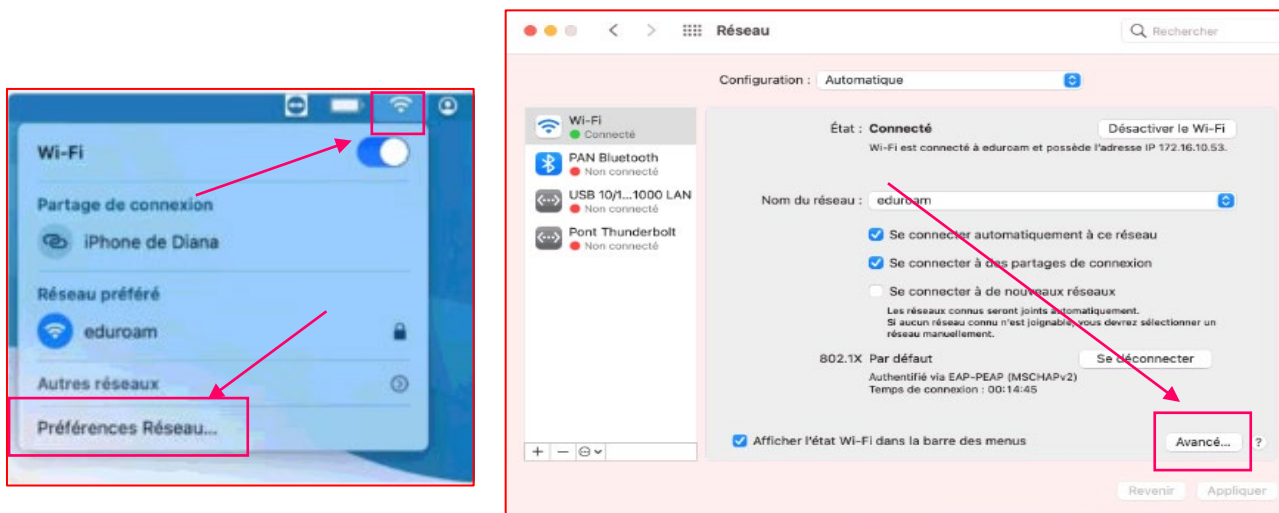 Wi-Fi
Partage de connexion
iPhone de Diana
Réseau préféré
eduroam
Autres réseaux
Préférences Réseau...
Réseau
Rechercher
Configuration : Automatique
Wi-Fi
Connecté
PAN Bluetooth
Non connecté
USB 10/1...1000 LAN
Non connecté
Pont Thunderbolt
Non connecté
État : Connecté
Désactiver le Wi-Fi
Wi-Fi est connecté à eduroam et possède l'adresse IP 172.16.10.53.
Nom du réseau : eduroam
Se connecter automatiquement à ce réseau
Se connecter à des partages de connexion
Se connecter à de nouveaux réseaux
Les réseaux connus seront joints automatiquement.
Si aucun réseau connu n'est joignable, vous devrez sélectionner un
réseau manuellement.
802.1X Par défaut
Se déconnecter
Authentifié via EAP-PEAP (MSCHAPv2)
Temps de connexion : 00:14:45
Afficher l'état Wi-Fi dans la barre des menus
Avancé...
?
Revenir
Appliquer